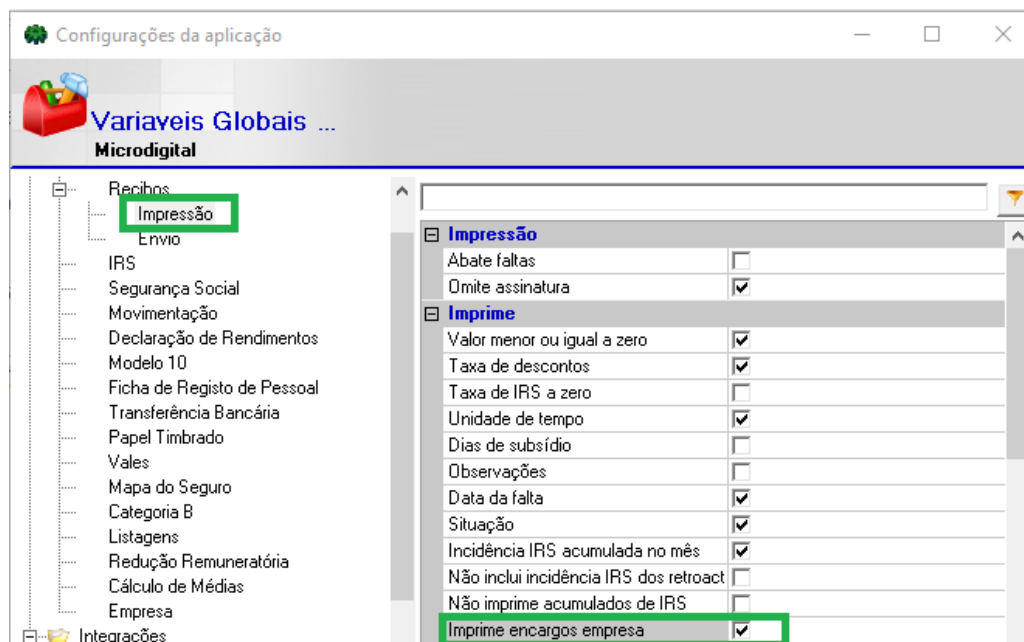 Configurações da aplicação
Variaveis Globais ...
Microdigital
Recibos
Impressão
Envio
IRS
Segurança Social
Movimentação
Declaração de Rendimentos
Modelo 10
Ficha de Registo de Pessoal
Transferência Bancária
Papel Timbrado
Vales
Mapa do Seguro
Categoria B
Listagens
Redução Remuneratória
Cálculo de Médias
Empresa
Integrações
Impressão
Abate faltas
Omite assinatura
Imprime
Valor menor ou igual a zero
Taxa de descontos
Taxa de IRS a zero
Unidade de tempo
Dias de subsídio
Observações
Data da falta
Situação
Incidência IRS acumulada no mês
Não inclui incidência IRS dos retroact
Não imprime acumulados de IRS
Imprime encargos empresa